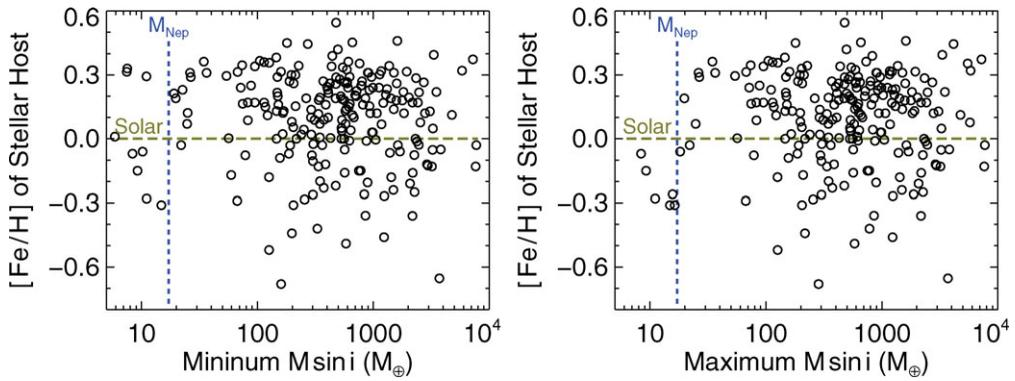 0.6
0.3
0.0
−0.3
−0.6
[Fe/H] of Stellar Host
M_Nep
Solar
10
100
1000
10^4
Mininum Msini (M⊕)
0.6
0.3
0.0
−0.3
−0.6
[Fe/H] of Stellar Host
M_Nep
Solar
10
100
1000
10^4
Maximum Msini (M⊕)